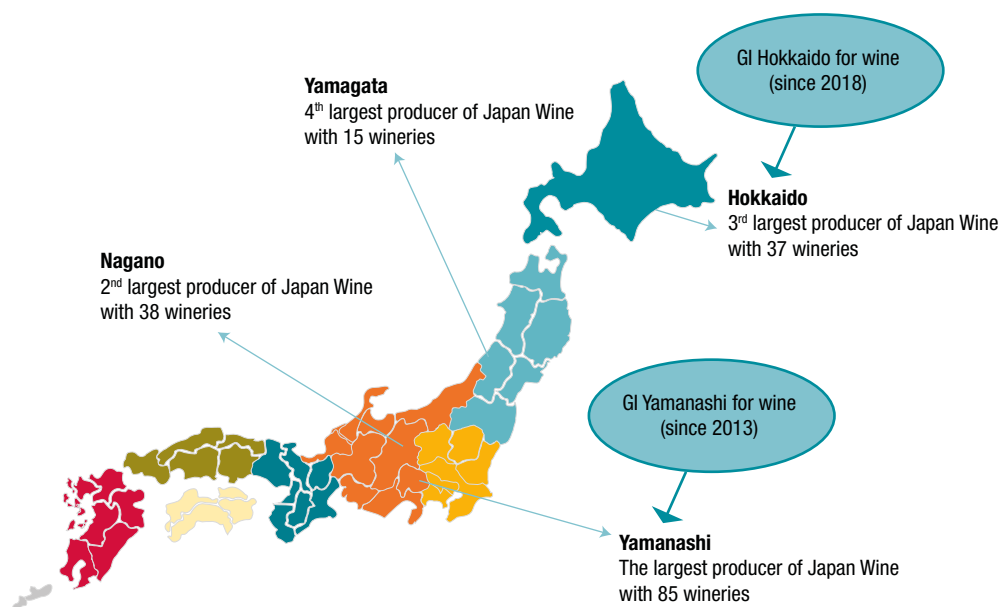 GI Hokkaido for wine
(since 2018)
Yamagata
4th largest producer of Japan Wine
with 15 wineries
Hokkaido
3rd largest producer of Japan Wine
with 37 wineries
Nagano
2nd largest producer of Japan Wine
with 38 wineries
GI Yamanashi for wine
(since 2013)
Yamanashi
The largest producer of Japan Wine
with 85 wineries